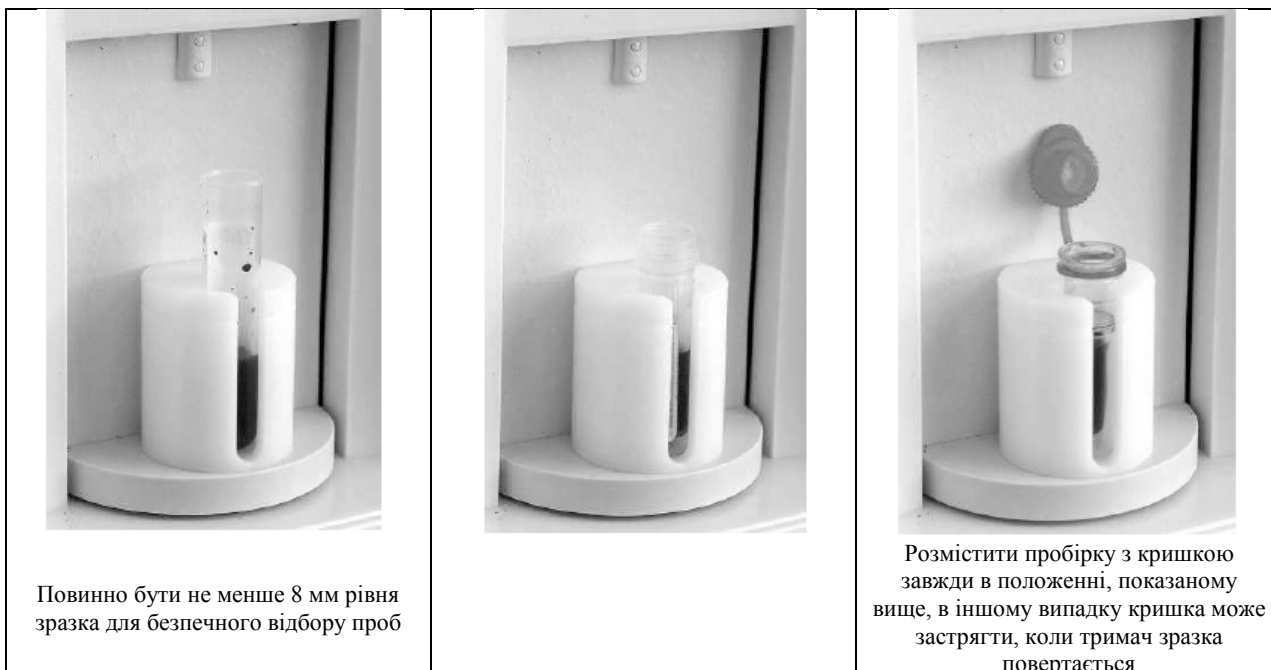 Повинно бути не менше 8 мм рівня
зразка для безпечного відбору проб
Розмістити пробірку з кришкою
завжди в положенні, показаному
вище, в іншому випадку кришка може
застрягти, коли тримач зразка
повертається